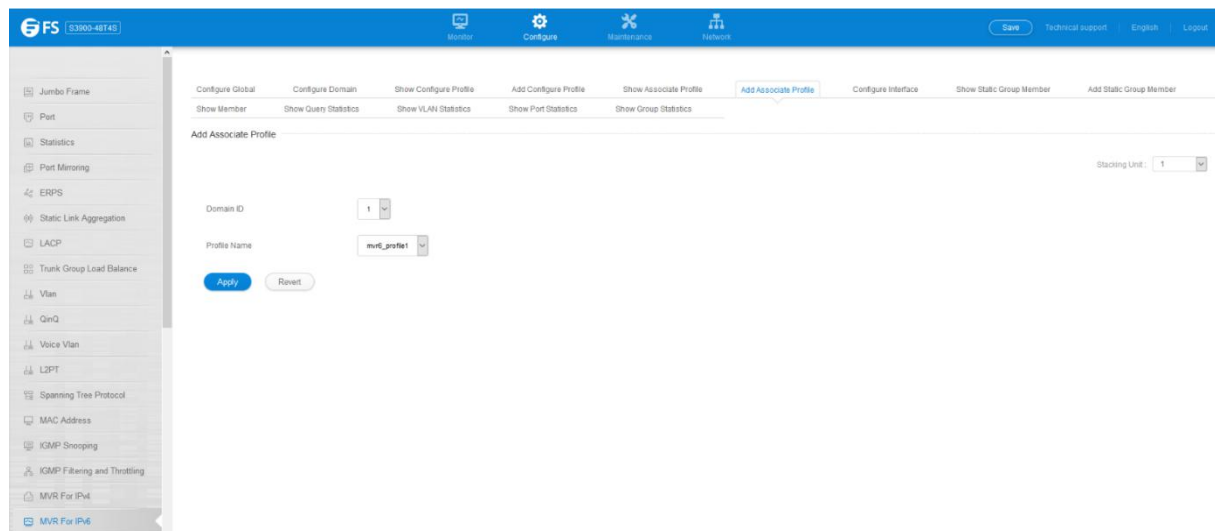 FS S3900-48T4S
Monitor
Configure
Maintenance
Network
Save
Technical support
English
Logout
Jumbo Frame
Port
Statistics
Port Mirroring
ERPS
Static Link Aggregation
LACP
Trunk Group Load Balance
Vlan
QinQ
Voice Vlan
L2PT
Spanning Tree Protocol
MAC Address
IGMP Snooping
IGMP Filtering and Throttling
MVR For IPv4
MVR For IPv6
Configure Global
Configure Domain
Show Configure Profile
Add Configure Profile
Show Associate Profile
Add Associate Profile
Configure Interface
Show Static Group Member
Add Static Group Member
Show Member
Show Query Statistics
Show VLAN Statistics
Show Port Statistics
Show Group Statistics
Add Associate Profile
Stacking Unit : 1
Domain ID 1
Profile Name mvr6_profile1
Apply
Revert